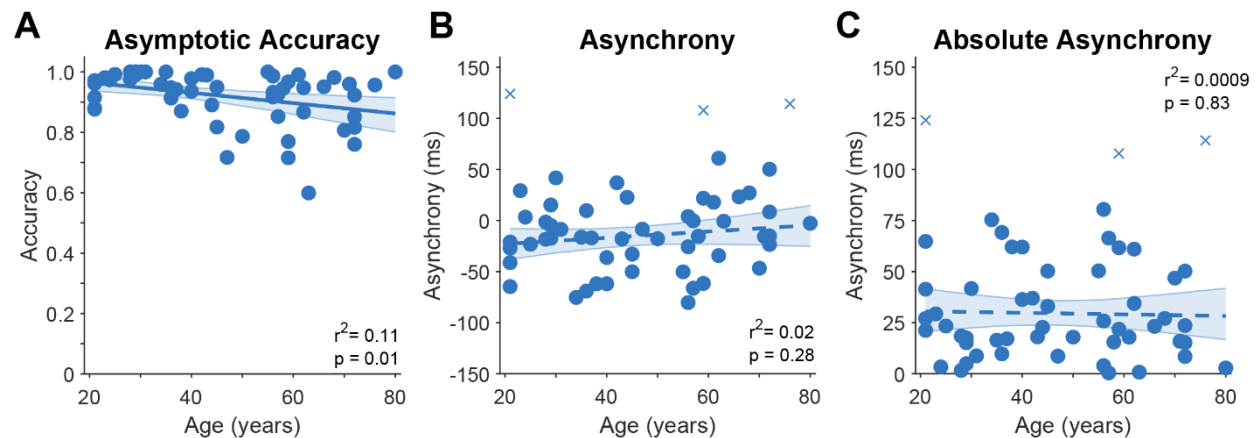 A
Asymptotic Accuracy
1.0
0.8
0.6
0.4
0.2
0
Accuracy
r²= 0.11
p = 0.01
20
40
60
80
Age (years)
B
Asynchrony
150
100
50
0
-50
-100
-150
Asynchrony (ms)
r²= 0.02
p = 0.28
20
40
60
80
Age (years)
C
Absolute Asynchrony
150
125
100
75
50
25
0
Asynchrony (ms)
r²= 0.0009
p = 0.83
20
40
60
80
Age (years)